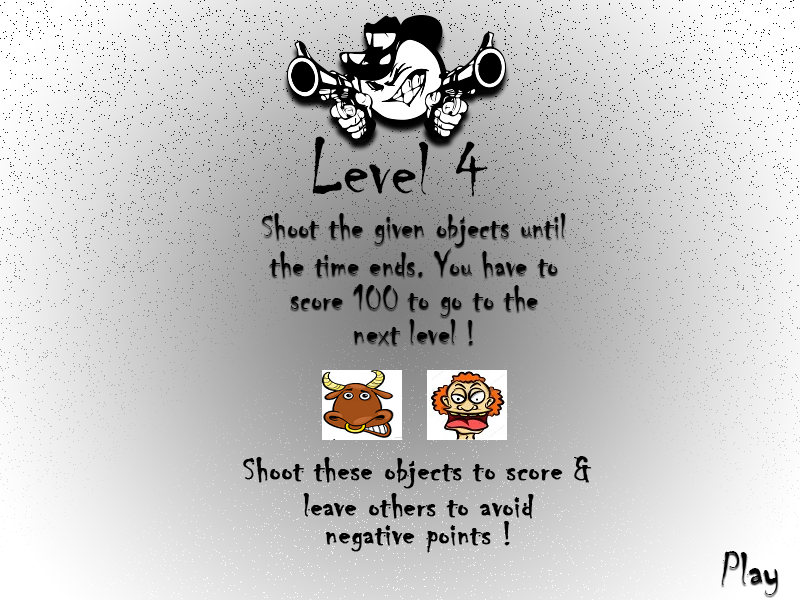 Level 4
Shoot the given objects until
the time ends. You have to
score 100 to go to the
next level !
Shoot these objects to score &
leave others to avoid
negative points !
Play